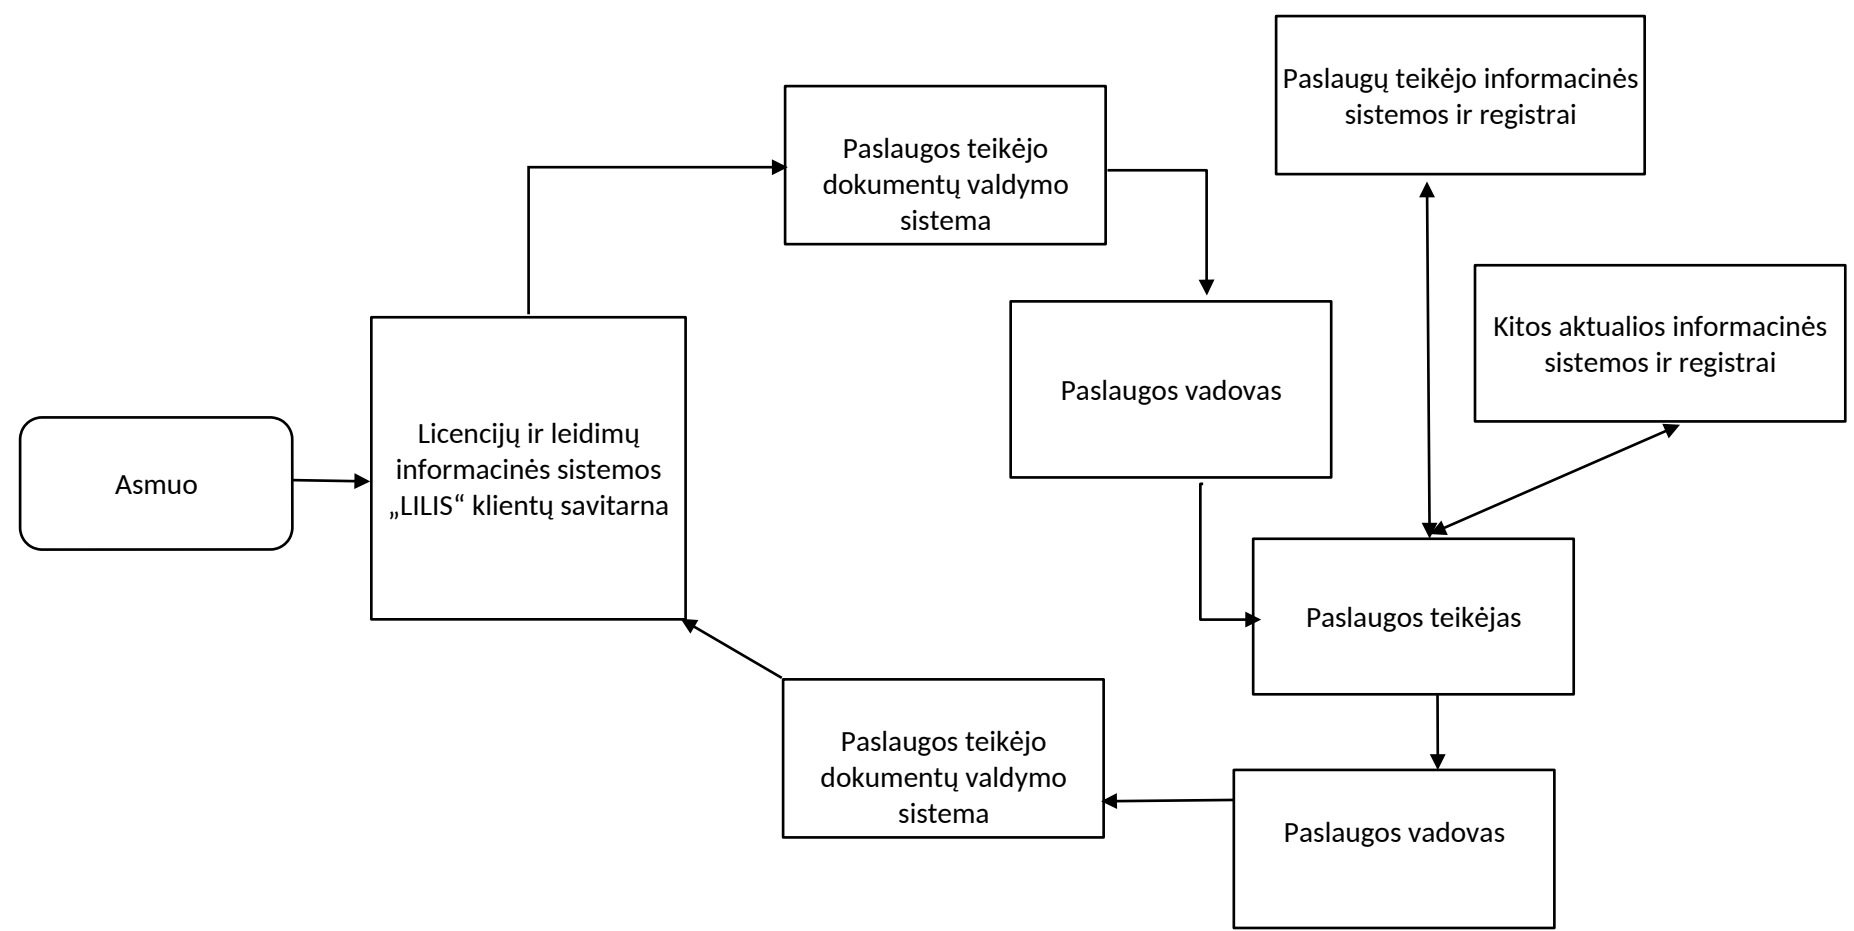 Paslaugų teikėjo informacinės
sistemos ir registrai
Paslaugos teikėjo
dokumentų valdymo
sistema
Kitos aktualios informacinės
sistemos ir registrai
Paslaugos vadovas
Licencijų ir leidimų
informacinės sistemos
„LILIS“ klientų savitarna
Asmuo
Paslaugos teikėjas
Paslaugos teikėjo
dokumentų valdymo
sistema
Paslaugos vadovas